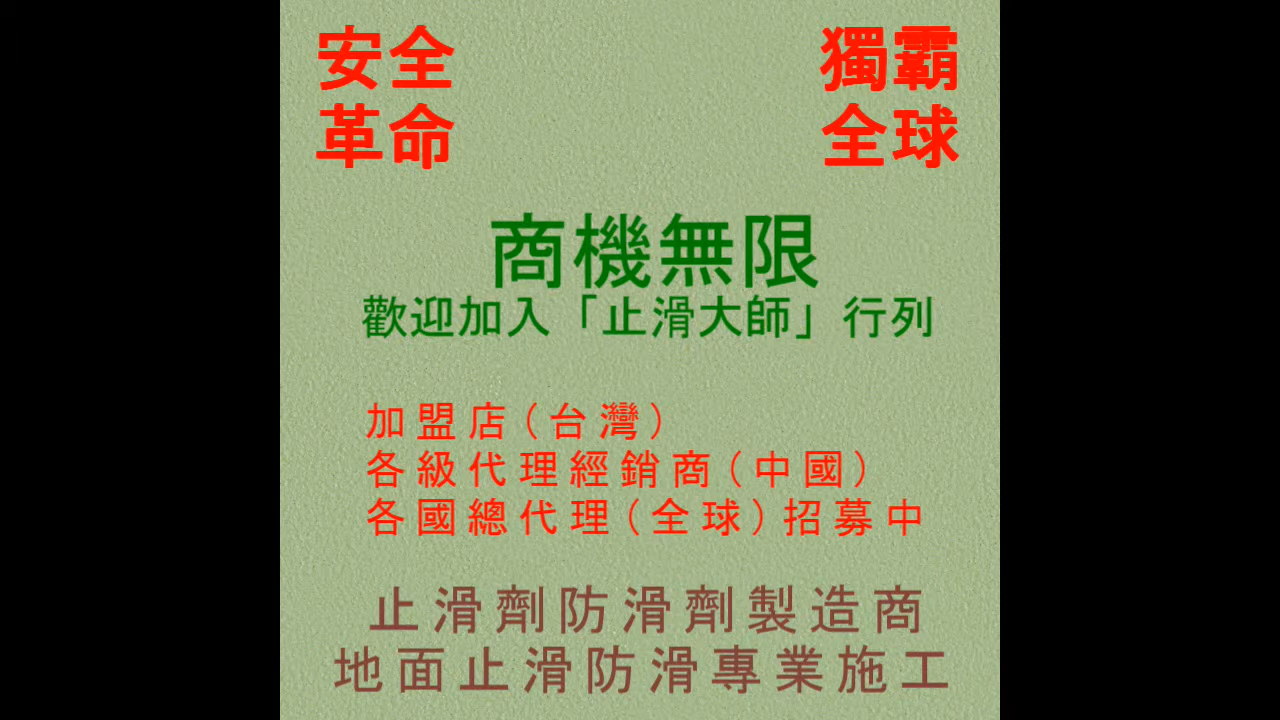 安全
革命
獨霸
全球
商機無限
歡迎加入「止滑大師」行列
加盟店(台灣)
各級代理經銷商(中國)
各國總代理(全球)招募中
止滑劑防滑劑製造商
地面止滑防滑專業施工